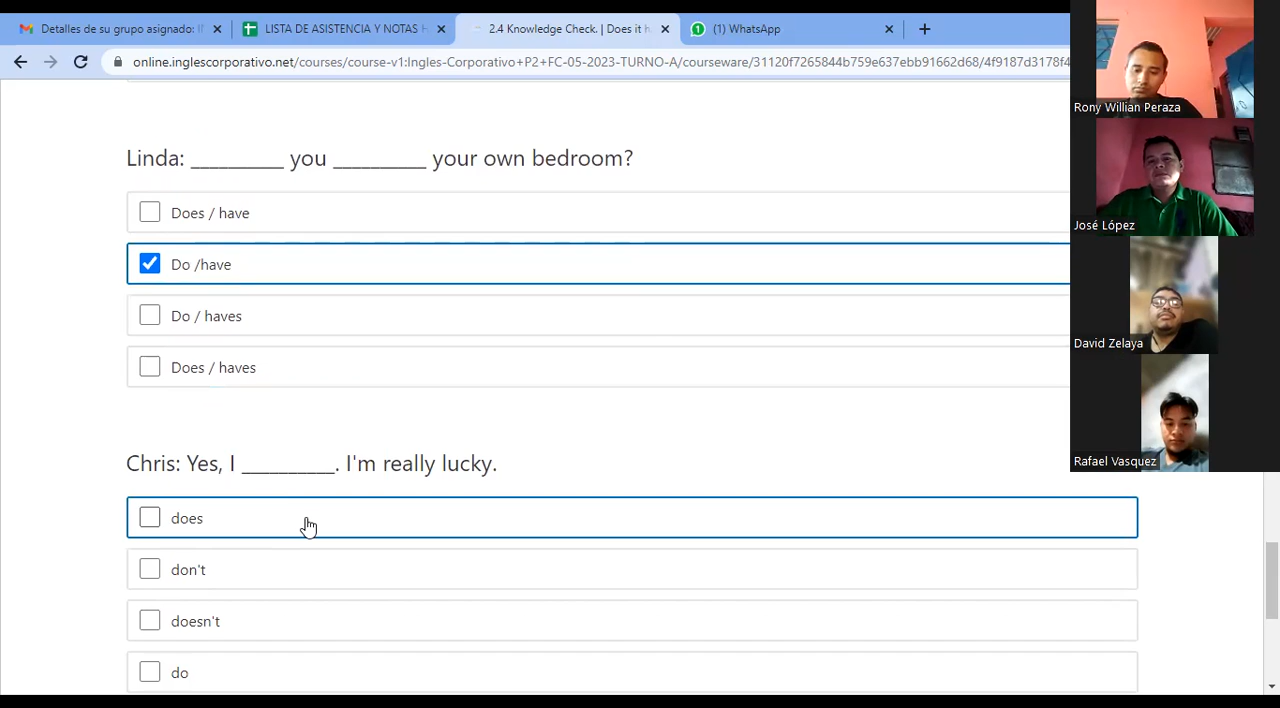 Detalles de su grupo asignado: I
LISTA DE ASISTENCIA Y NOTAS
2.4 Knowledge Check. | Does it h
(1) WhatsApp
online.inglescorporativo.net/courses/course-v1:Ingles-Corporativo+P2+FC-05-2023-TURNO-A/courseware/31120f7265844b759e637ebb91662d68/4f9187d3178f4
Linda: __________ you __________ your own bedroom?
Does / have
Do /have
Do / haves
Does / haves
Chris: Yes, I __________. I'm really lucky.
does
don't
doesn't
do
Rony Willian Peraza
José López
David Zelaya
Rafael Vasquez